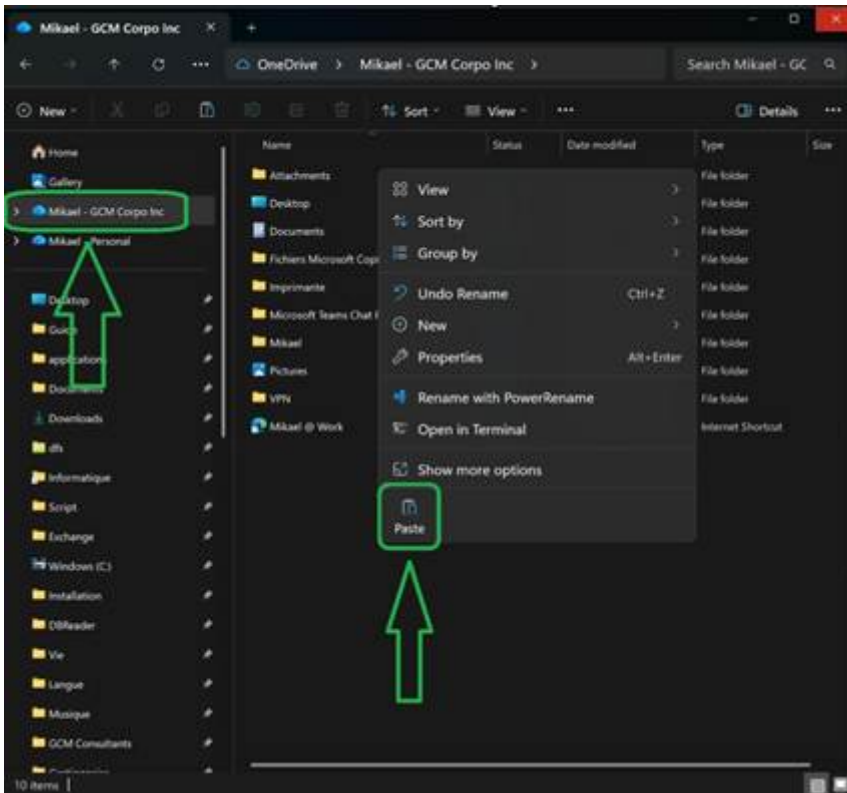 Mikael - GCM Corpo Inc
OneDrive > Mikael - GCM Corpo Inc >
Search Mikael - GC
New
Sort
View
Details
Name
Status
Date modified
Type
Size
Home
Gallery
Mikael - GCM Corpo Inc
Mikael - Personal
Desktop
Documents
Downloads
dfs
Informatique
Script
Exchange
Windows (C:)
Installation
DBReader
Vie
Langue
Musique
GCM Consultants
Attachments
File folder
Desktop
File folder
Documents
File folder
Fichiers Microsoft Copi
File folder
Imprimante
File folder
Microsoft Teams Chat
File folder
Mikael
File folder
Pictures
File folder
VPN
File folder
Mikael @ Work
Internet Shortcut
View
Sort by
Group by
Undo Rename Ctrl+Z
New
Properties Alt+Enter
Rename with PowerRename
Open in Terminal
Show more options
Paste
10 items